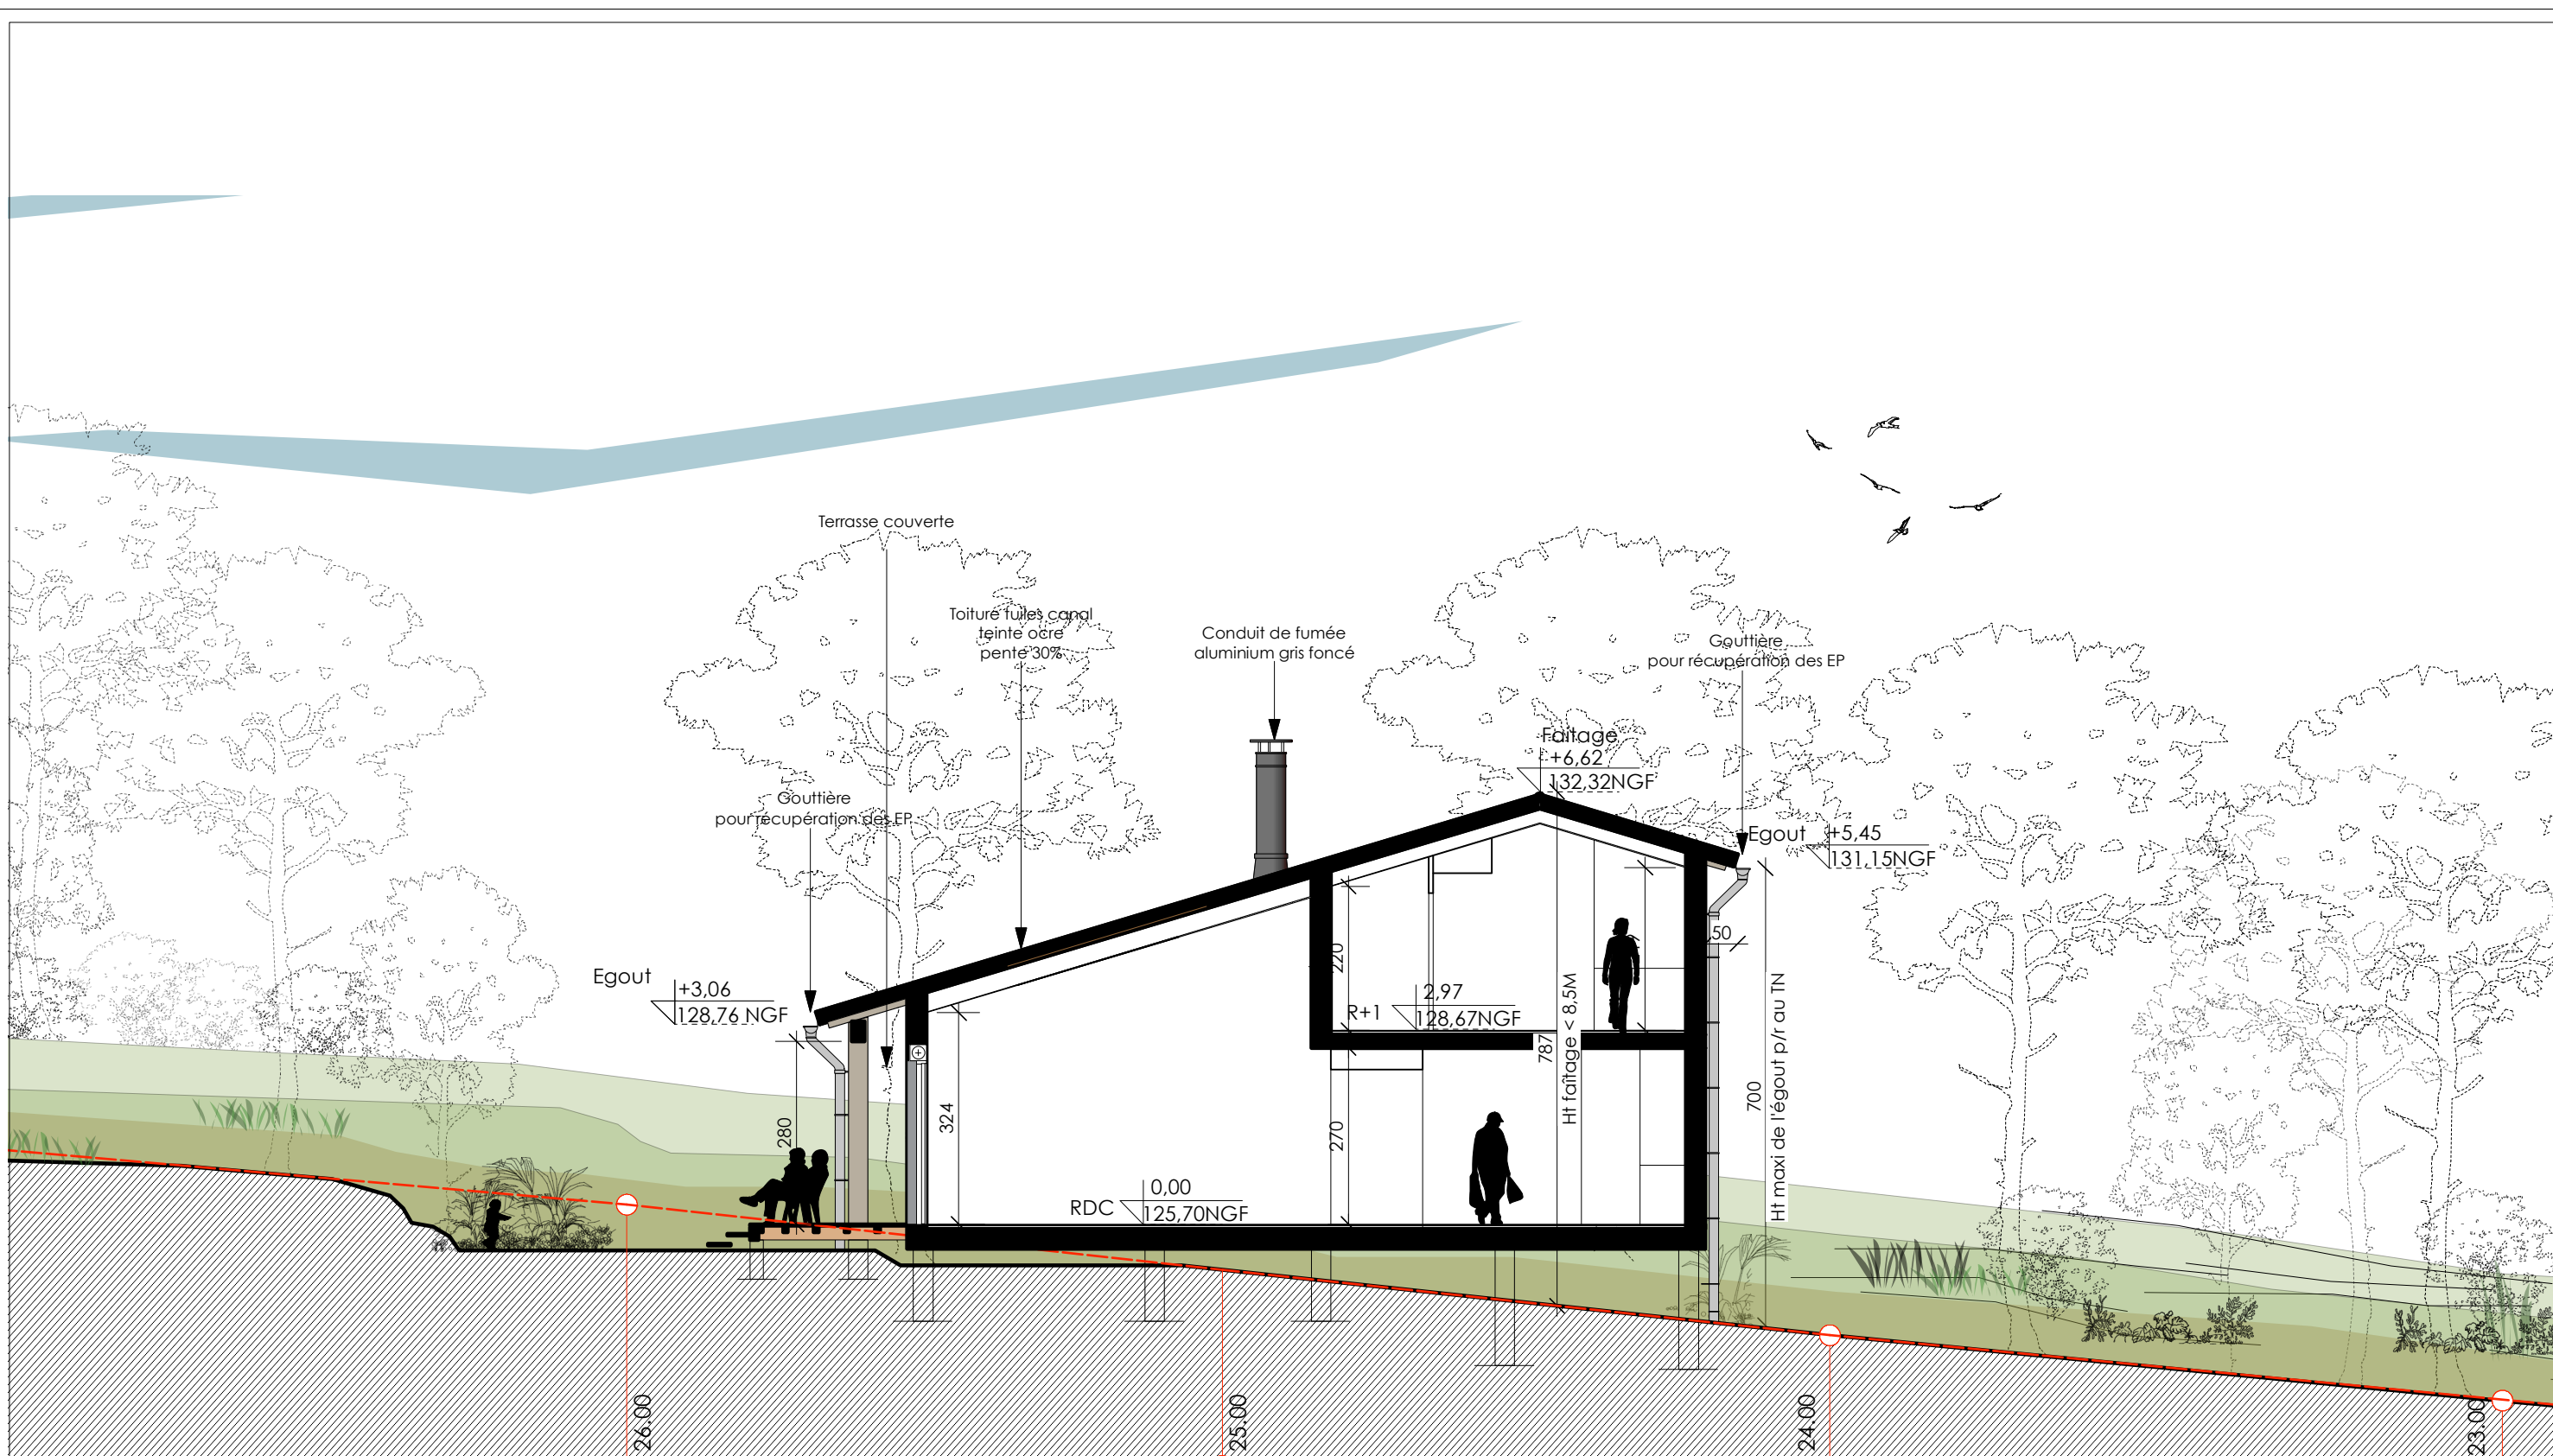 Terrasse couverte
Toiture tuiles canal
teinte ocre
pente 30%
Conduit de fumée
aluminium gris foncé
Gouttière
pour récupération des EP
Faîtage
+6,62
132,32NGF
Gouttière
pour récupération des EP
Egout +5,45
131,15NGF
Egout
+3,06
128,76 NGF
220
50
R+1
2,97
128,67NGF
787
Ht faîtage < 8,5M
700
Ht maxi de l'égout p/r au TN
280
324
270
RDC
0,00
125,70NGF
26.00
25.00
24.00
23.00